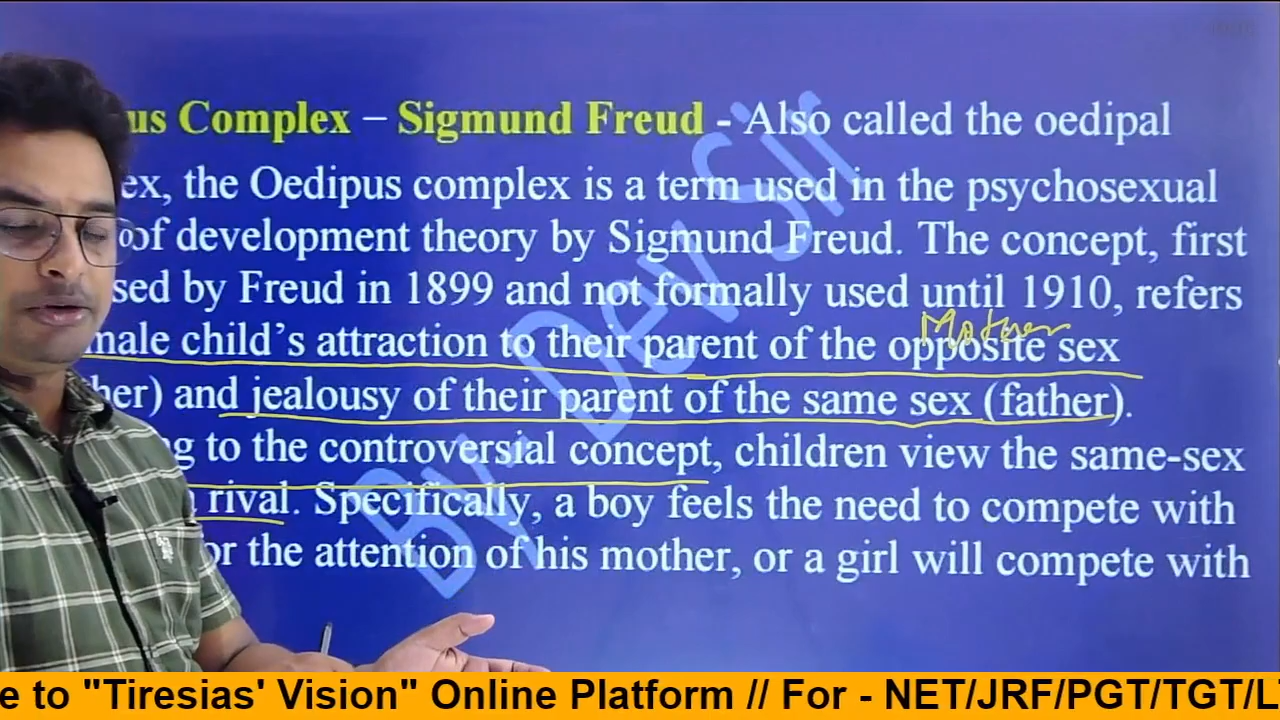 us Complex – Sigmund Freud - Also called the oedipal
ex, the Oedipus complex is a term used in the psychosexual
of development theory by Sigmund Freud. The concept, first
sed by Freud in 1899 and not formally used until 1910, refers
Mother
male child's attraction to their parent of the opposite sex
her) and jealousy of their parent of the same sex (father).
g to the controversial concept, children view the same-sex
rival. Specifically, a boy feels the need to compete with
or the attention of his mother, or a girl will compete with
By: Dev Sir
e to "Tiresias' Vision" Online Platform // For - NET/JRF/PGT/TGT/LT